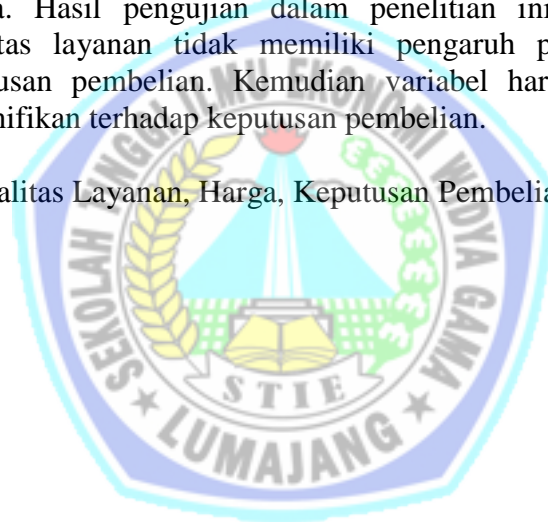 a. Hasil pengujian dalam penelitian ini
tas layanan tidak memiliki pengaruh p
usan pembelian. Kemudian variabel har
nifikan terhadap keputusan pembelian.
alitas Layanan, Harga, Keputusan Pembelia
SEKOLAH TINGGI ILMU EKONOMI WIDYA GAMA
STIE
LUMAJANG